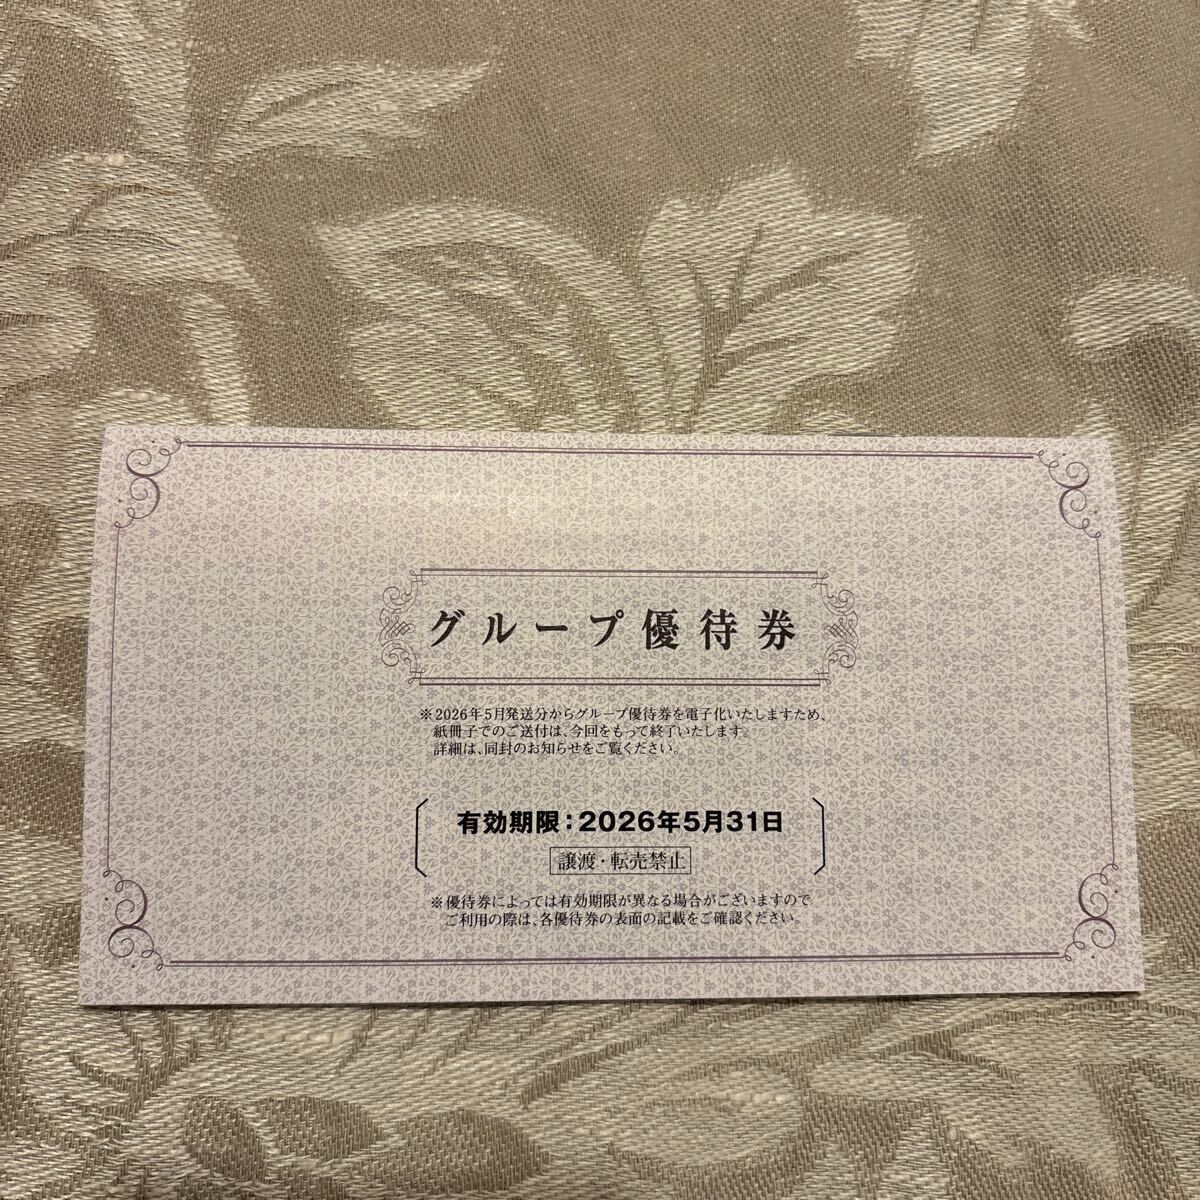 グループ優待券
※2026年5月発送分からグループ優待券を電子化いたしますため、
紙冊子でのご送付は、今回をもって終了いたします。
詳細は、同封のお知らせをご覧ください。
有効期限：2026年5月31日
譲渡・転売禁止
※優待券によっては有効期限が異なる場合がございますので
ご利用の際は、各優待券の表面の記載をご確認ください。